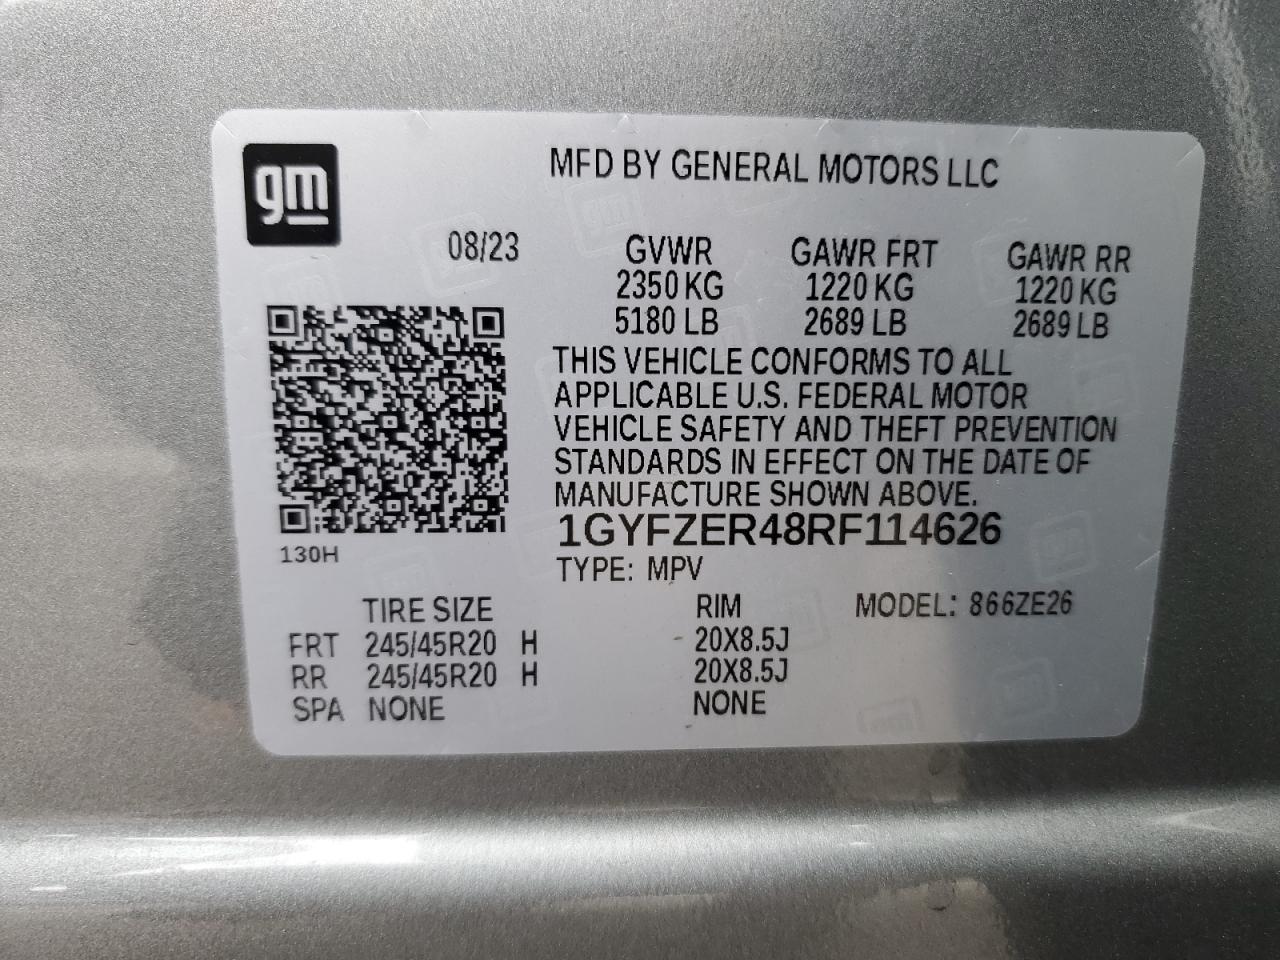 gm
MFD BY GENERAL MOTORS LLC
08/23
GVWR GAWR FRT GAWR RR
2350 KG 1220 KG 1220 KG
5180 LB 2689 LB 2689 LB
THIS VEHICLE CONFORMS TO ALL
APPLICABLE U.S. FEDERAL MOTOR
VEHICLE SAFETY AND THEFT PREVENTION
STANDARDS IN EFFECT ON THE DATE OF
MANUFACTURE SHOWN ABOVE.
1GYFZER48RF114626
130H
TYPE: MPV
TIRE SIZE RIM MODEL: 866ZE26
FRT 245/45R20 H 20X8.5J
RR 245/45R20 H 20X8.5J
SPA NONE NONE